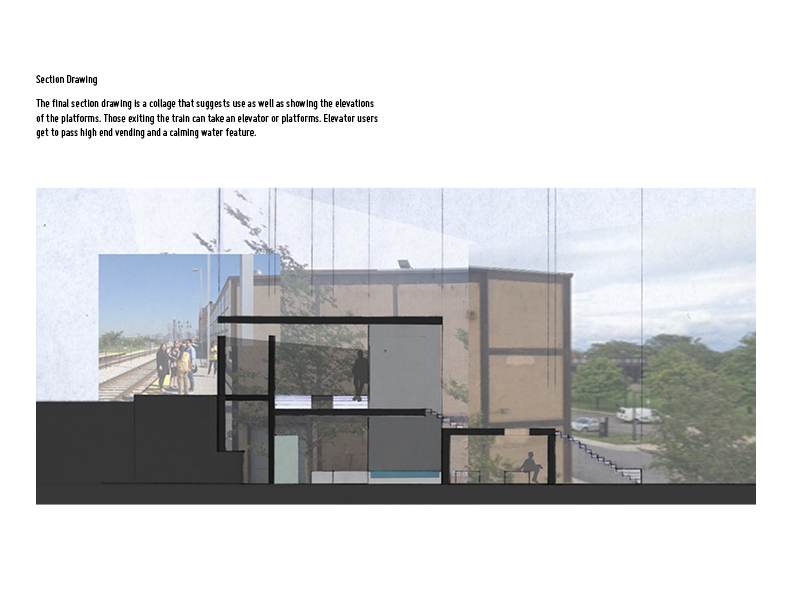 Section Drawing
The final section drawing is a collage that suggests use as well as showing the elevations
of the platforms. Those exiting the train can take an elevator or platforms. Elevator users
get to pass high end vending and a calming water feature.